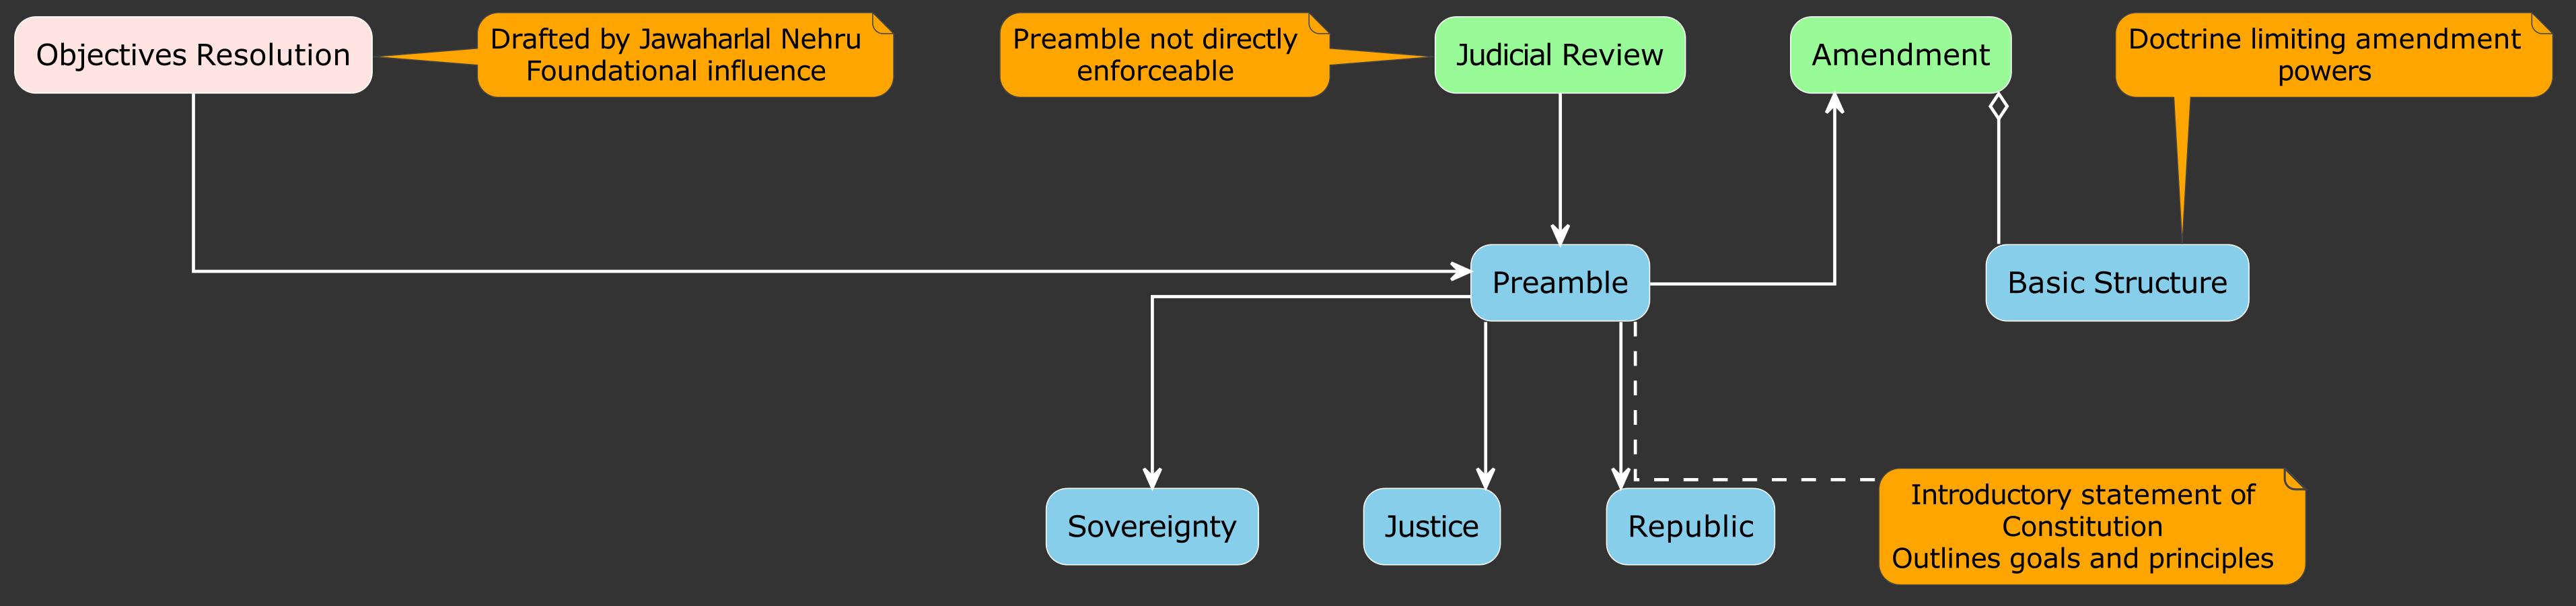 Objectives Resolution
Drafted by Jawaharlal Nehru
Foundational influence
Preamble not directly
enforceable
Judicial Review
Amendment
Doctrine limiting amendment
powers
Preamble
Basic Structure
Sovereignty
Justice
Republic
Introductory statement of
Constitution
Outlines goals and principles